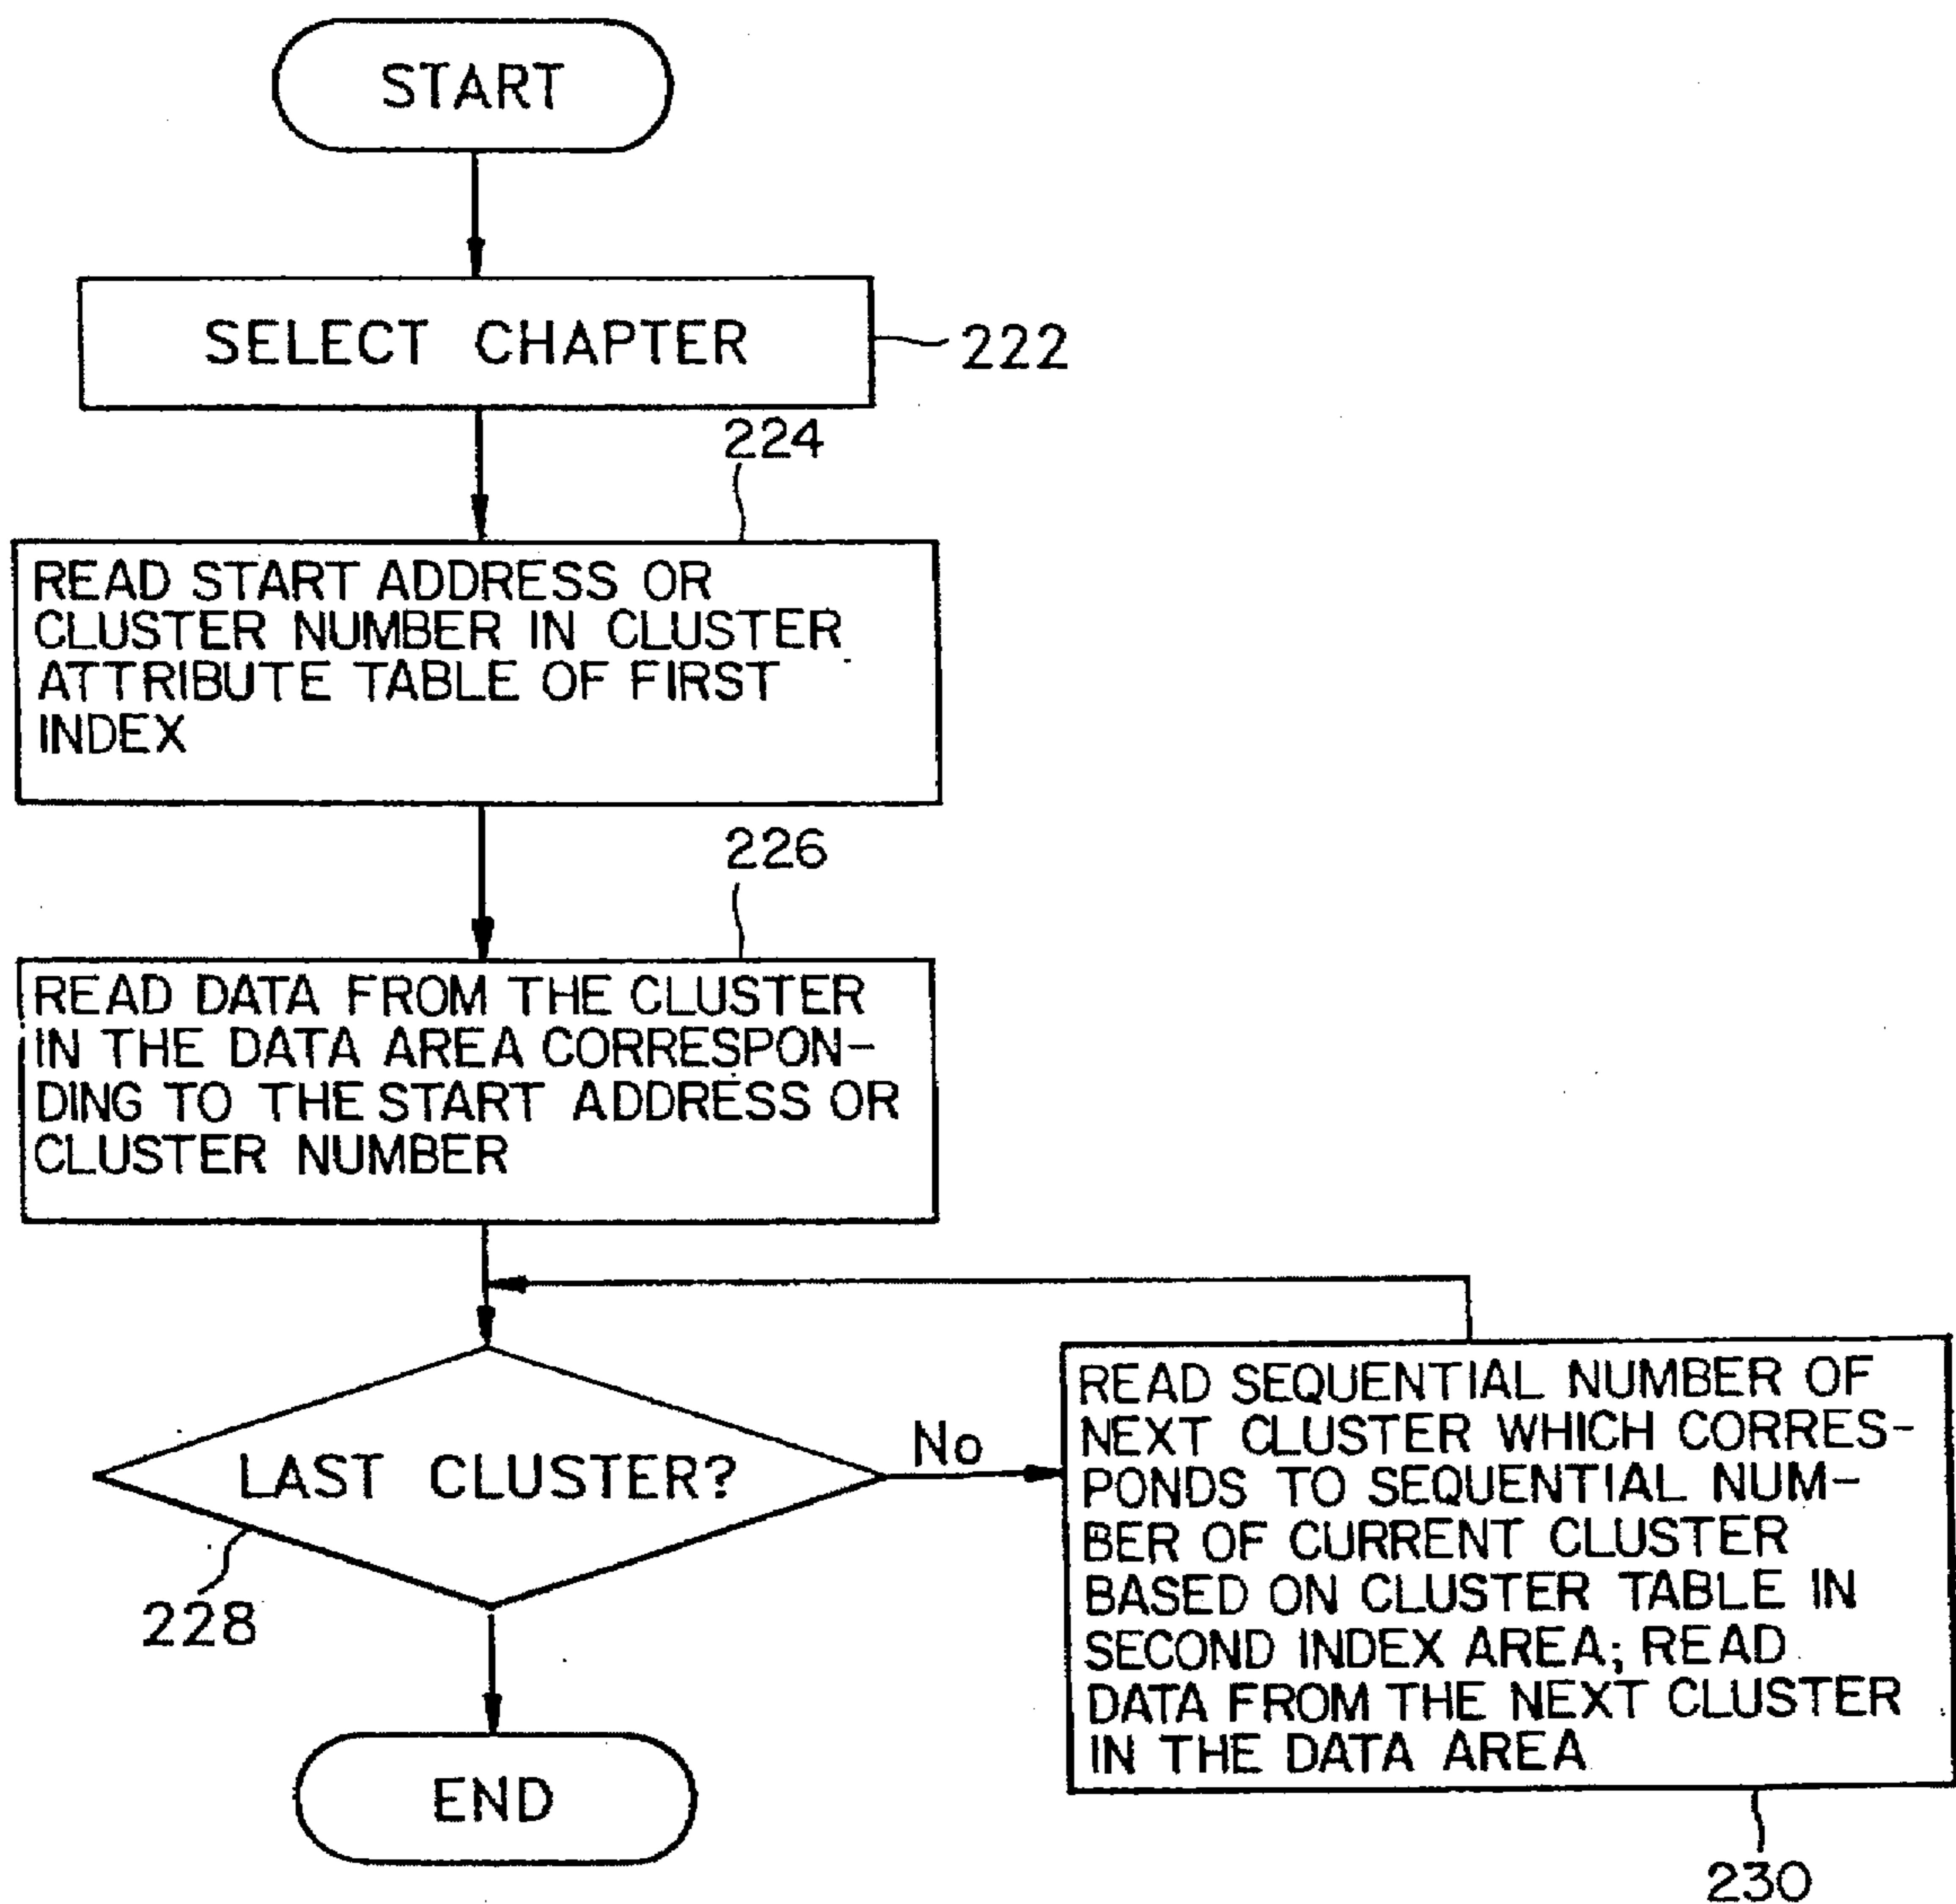 START
SELECT CHAPTER
222
224
READ START ADDRESS OR
CLUSTER NUMBER IN CLUSTER
ATTRIBUTE TABLE OF FIRST
INDEX
226
READ DATA FROM THE CLUSTER
IN THE DATA AREA CORRESPON-
DING TO THE START ADDRESS OR
CLUSTER NUMBER
LAST CLUSTER?
228
No
READ SEQUENTIAL NUMBER OF
NEXT CLUSTER WHICH CORRES-
PONDS TO SEQUENTIAL NUM-
BER OF CURRENT CLUSTER
BASED ON CLUSTER TABLE IN
SECOND INDEX AREA; READ
DATA FROM THE NEXT CLUSTER
IN THE DATA AREA
230
END